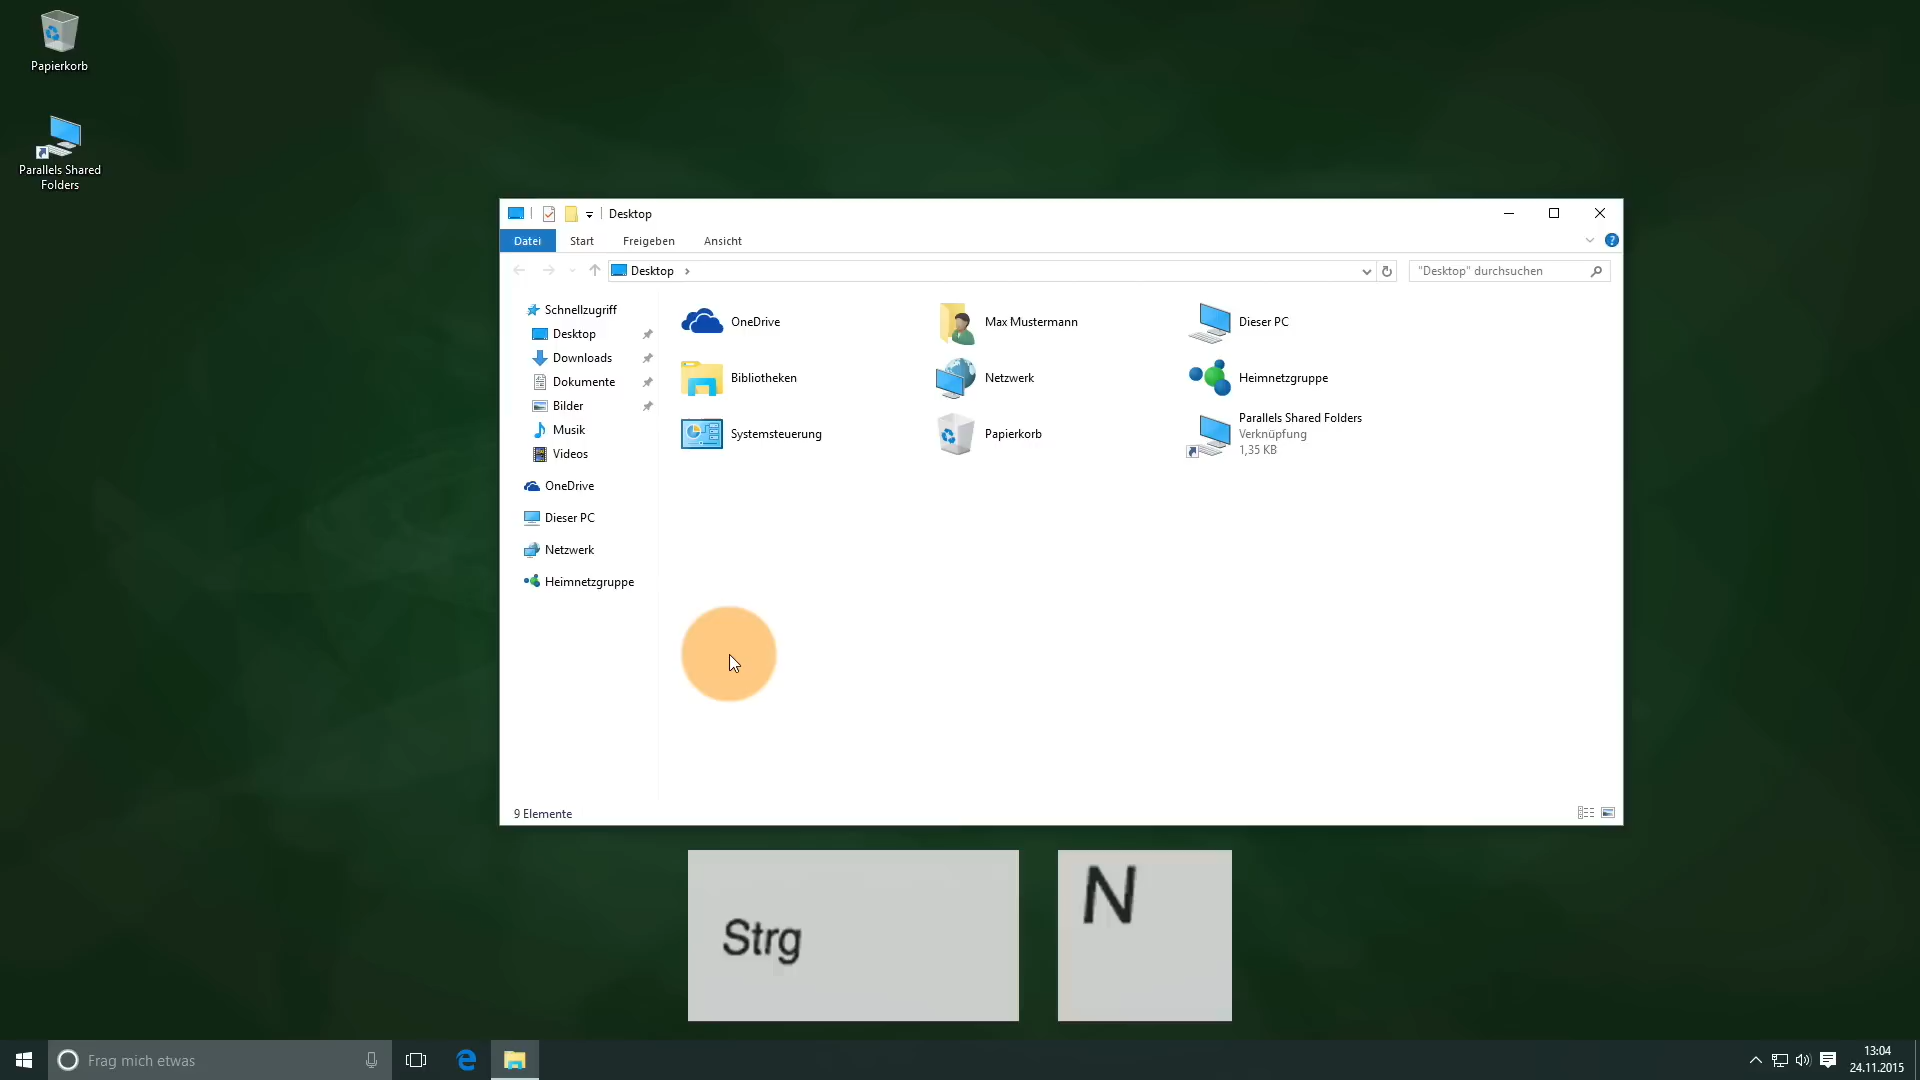 Papierkorb
Parallels Shared
Folders
Desktop
Datei
Start
Freigeben
Ansicht
?
Desktop
"Desktop" durchsuchen
Schnellzugriff
Desktop
Downloads
Dokumente
Bilder
Musik
Videos
OneDrive
Dieser PC
Netzwerk
Heimnetzgruppe
OneDrive
Max Mustermann
Dieser PC
Bibliotheken
Netzwerk
Heimnetzgruppe
Systemsteuerung
Papierkorb
Parallels Shared Folders
Verknüpfung
1,35 KB
9 Elemente
Strg
N
Frag mich etwas
13:04
24.11.2015